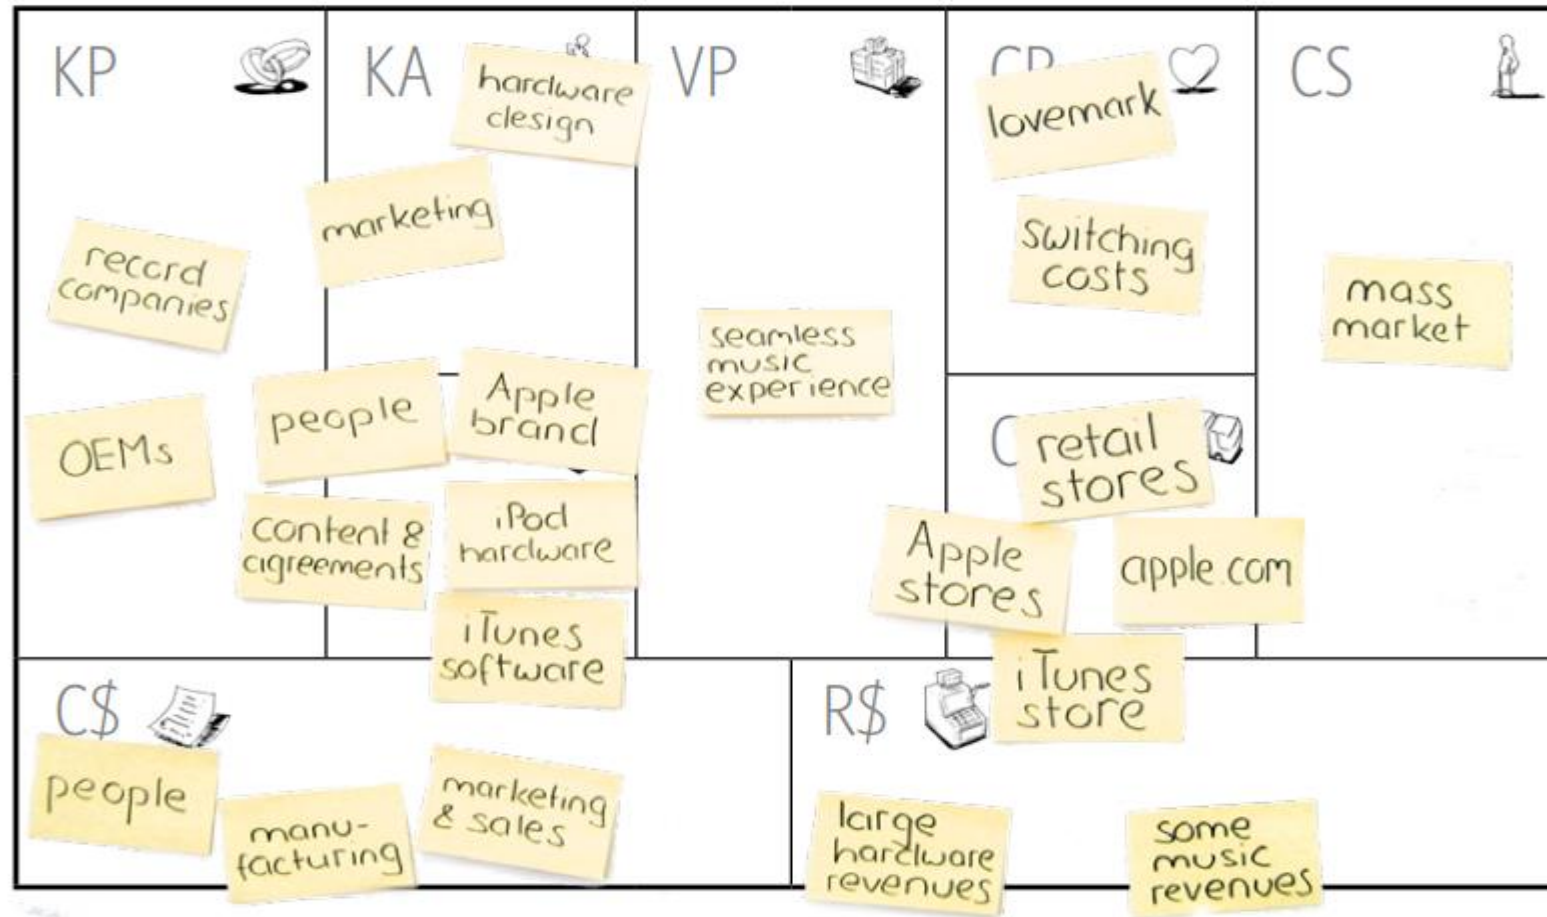 KP
record
companies
OEMs
KA
hardware
design
marketing
people
Apple
brand
content &
agreements
iPod
hardware
iTunes
software
VP
seamless
music
experience
CR
lovemark
switching
costs
C
retail
stores
Apple
stores
apple.com
iTunes
store
CS
mass
market
C$
people
manu-
facturing
marketing
& sales
R$
large
hardware
revenues
some
music
revenues